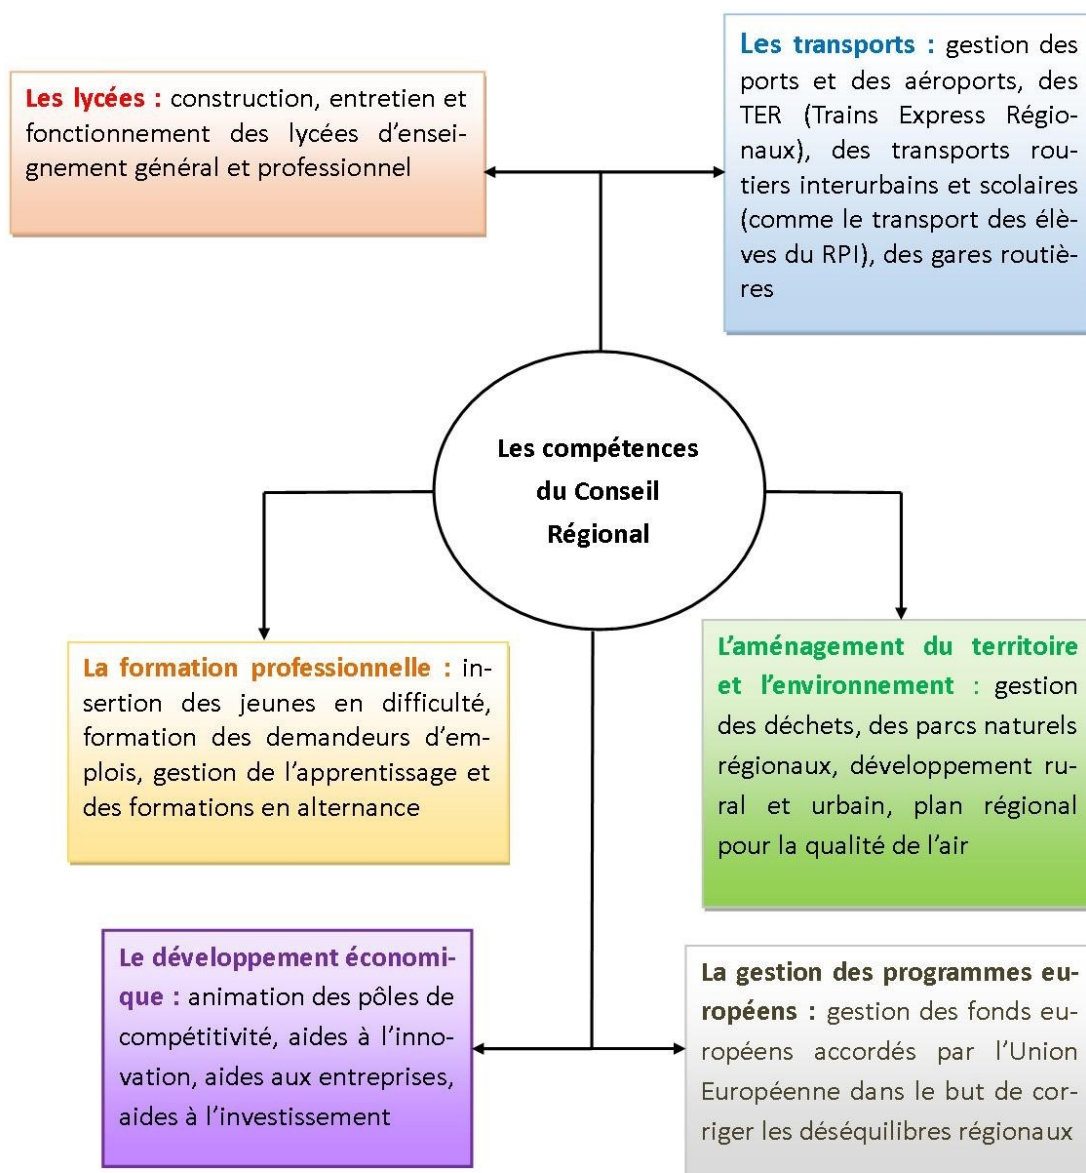 Les lycées : construction, entretien et
fonctionnement des lycées d'ensei-
gnement général et professionnel
Les transports : gestion des
ports et des aéroports, des
TER (Trains Express Régio-
naux), des transports rou-
tiers interurbains et scolaires
(comme le transport des élè-
ves du RPI), des gares routiè-
res
Les compétences
du Conseil
Régional
La formation professionnelle : in-
sertion des jeunes en difficulté,
formation des demandeurs d'em-
plois, gestion de l'apprentissage et
des formations en alternance
L'aménagement du territoire
et l'environnement : gestion
des déchets, des parcs naturels
régionaux, développement ru-
ral et urbain, plan régional
pour la qualité de l'air
Le développement économi-
que : animation des pôles de
compétitivité, aides à l'inno-
vation, aides aux entreprises,
aides à l'investissement
La gestion des programmes eu-
ropéens : gestion des fonds eu-
ropéens accordés par l'Union
Européenne dans le but de cor-
riger les déséquilibres régionaux